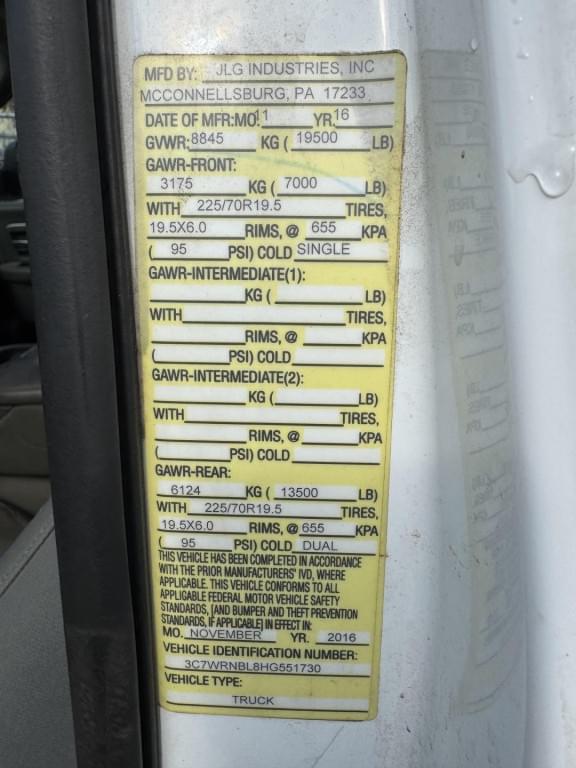 MFD BY: JLG INDUSTRIES, INC
MCCONNELLSBURG, PA 17233
DATE OF MFR:MO.11 YR.16
GVWR:8845 KG ( 19500 LB)
GAWR-FRONT:
3175 KG ( 7000 LB)
WITH 225/70R19.5 TIRES,
19.5X6.0 RIMS, @ 655 KPA
( 95 PSI) COLD SINGLE
GAWR-INTERMEDIATE(1):
KG ( LB)
WITH TIRES,
RIMS, @ KPA
( PSI) COLD
GAWR-INTERMEDIATE(2):
KG ( LB)
WITH TIRES,
RIMS, @ KPA
( PSI) COLD
GAWR-REAR:
6124 KG ( 13500 LB)
WITH 225/70R19.5 TIRES,
19.5X6.0 RIMS, @ 655 KPA
( 95 PSI) COLD DUAL
THIS VEHICLE HAS BEEN COMPLETED IN ACCORDANCE
WITH THE PRIOR MANUFACTURERS' IVD, WHERE
APPLICABLE. THIS VEHICLE CONFORMS TO ALL
APPLICABLE FEDERAL MOTOR VEHICLE SAFETY
STANDARDS, [AND BUMPER AND THEFT PREVENTION
STANDARDS, IF APPLICABLE] IN EFFECT IN:
MO. NOVEMBER YR. 2016
VEHICLE IDENTIFICATION NUMBER:
3C7WRNBL8HG551730
VEHICLE TYPE:
TRUCK